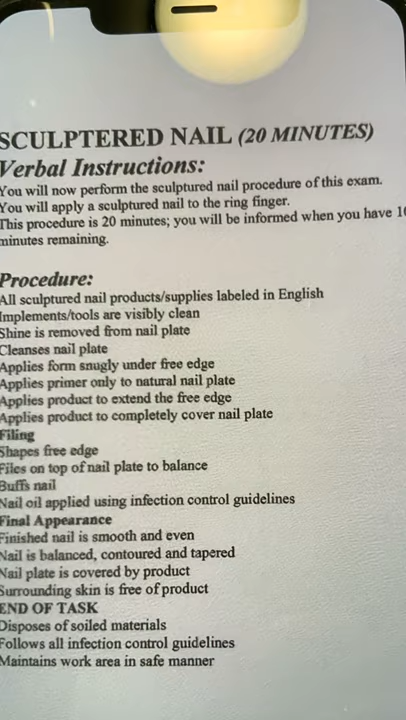 SCULPTERED NAIL (20 MINUTES)
Verbal Instructions:
You will now perform the sculptured nail procedure of this exam.
You will apply a sculptured nail to the ring finger.
This procedure is 20 minutes; you will be informed when you have
minutes remaining.
Procedure:
All sculptured nail products/supplies labeled in English
Implements/tools are visibly clean
Shine is removed from nail plate
Cleanses nail plate
Applies form snugly under free edge
Applies primer only to natural nail plate
Applies product to extend the free edge
Applies product to completely cover nail plate
Filing
Shapes free edge
Files on top of nail plate to balance
Buffs nail
Nail oil applied using infection control guidelines
Final Appearance
Finished nail is smooth and even
Nail is balanced, contoured and tapered
Nail plate is covered by product
Surrounding skin is free of product
END OF TASK
Disposes of soiled materials
Follows all infection control guidelines
Maintains work area in safe manner